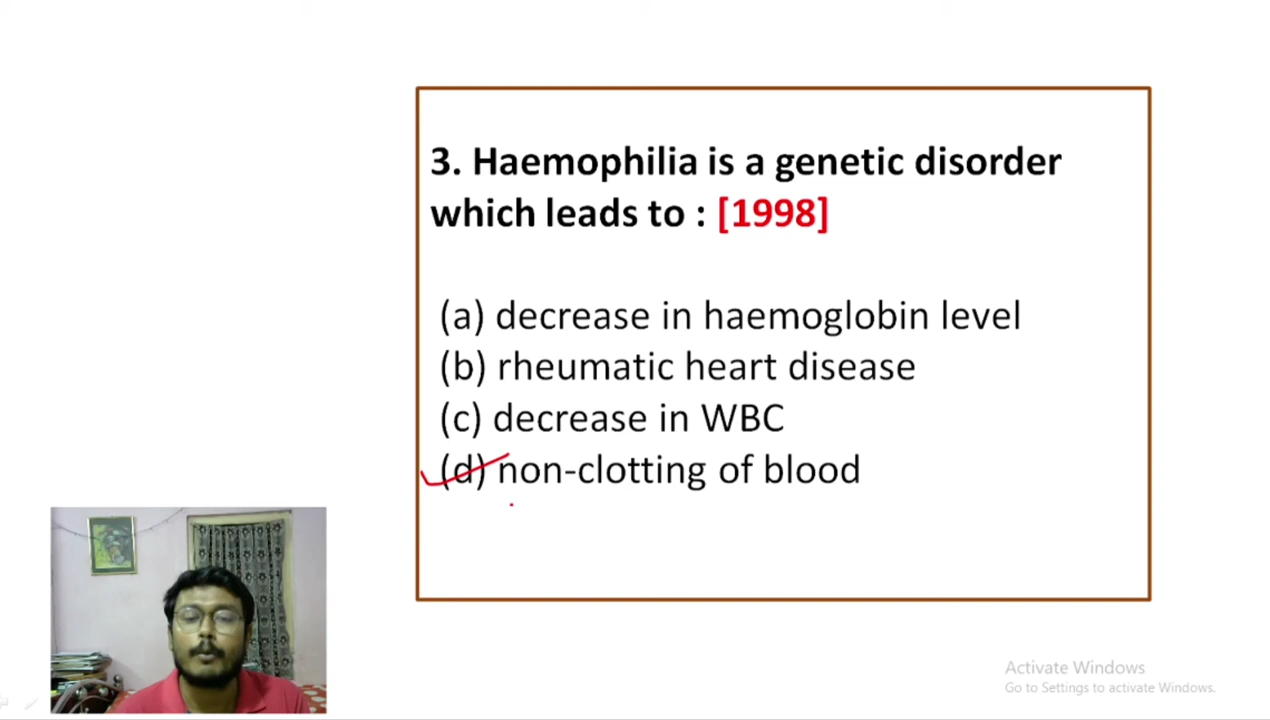 3. Haemophilia is a genetic disorder
which leads to : [1998]
(a) decrease in haemoglobin level
(b) rheumatic heart disease
(c) decrease in WBC
(d) non-clotting of blood
Activate Windows
Go to Settings to activate Windows.